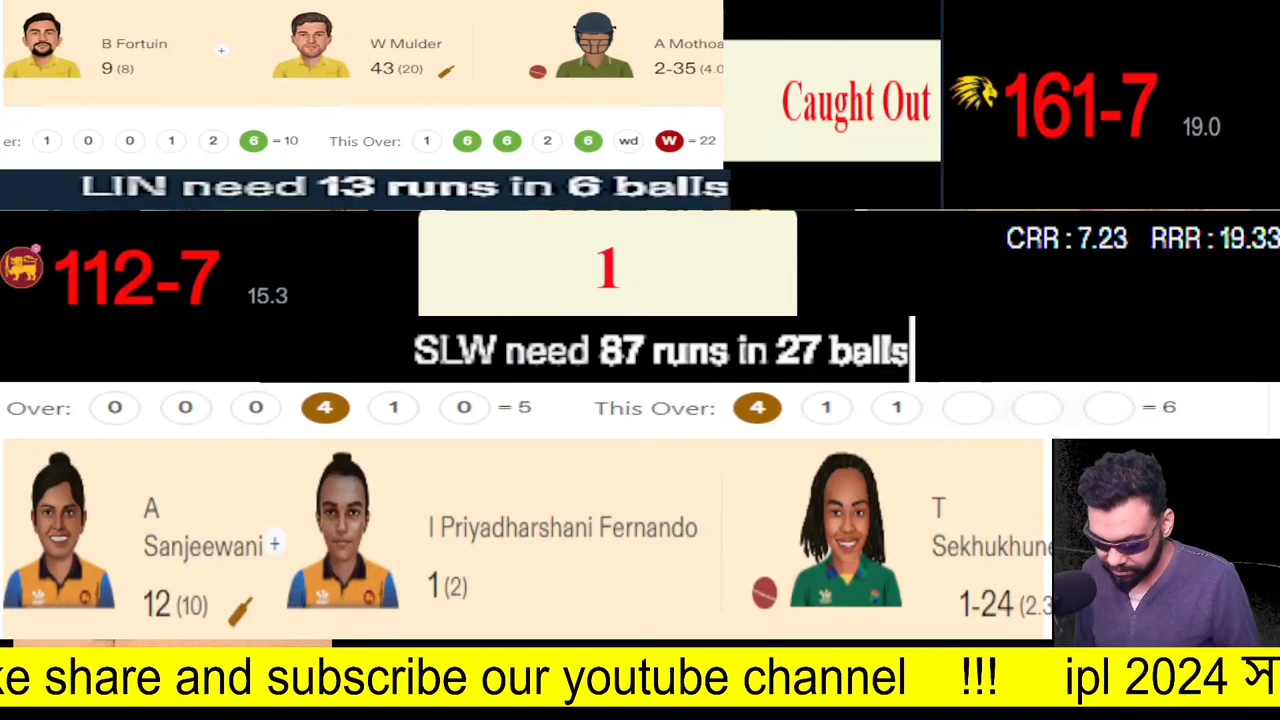 B Fortuin
9 (8)
W Mulder
43 (20)
A Mothoa
2-35 (4.0
er: 1 0 0 1 2 6 = 10 This Over: 1 6 6 2 6 wd W = 22
Caught Out
161-7 19.0
LIN need 13 runs in 6 balls
112-7 15.3
1
CRR : 7.23 RRR : 19.33
SLW need 87 runs in 27 balls
Over: 0 0 0 4 1 0 = 5 This Over: 4 1 1 = 6
A
Sanjeewani
12 (10)
I Priyadharshani Fernando
1 (2)
T
Sekhukhune
1-24 (2.3
ke share and subscribe our youtube channel !!! ipl 2024 স